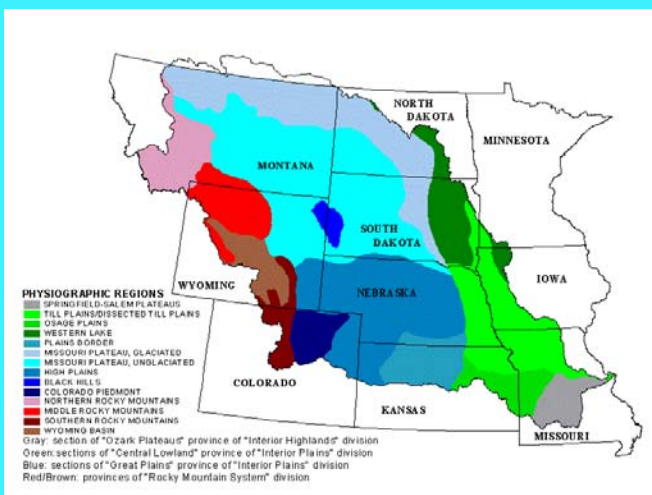 NORTH
DAKOTA
MINNESOTA
MONTANA
SOUTH
DAKOTA
WYOMING
IOWA
NEBRASKA
COLORADO
KANSAS
MISSOURI
PHYSIOGRAPHIC REGIONS
SPRINGFIELD-SALEM PLATEAUS
TILL PLAINS/DISSECTED TILL PLAINS
OSAGE PLAINS
WESTERN LAKE
PLAINS BORDER
MISSOURI PLATEAU, GLACIATED
MISSOURI PLATEAU, UNGLACIATED
HIGH PLAINS
BLACK HILLS
COLORADO PIEDMONT
NORTHERN ROCKY MOUNTAINS
MIDDLE ROCKY MOUNTAINS
SOUTHERN ROCKY MOUNTAINS
WYOMING BASIN
Gray: section of "Ozark Plateaus" province of "Interior Highlands" division
Green:sections of "Central Lowland" province of "Interior Plains" division
Blue: sections of "Great Plains" province of "Interior Plains" division
Red/Brown: provinces of "Rocky Mountain System" division